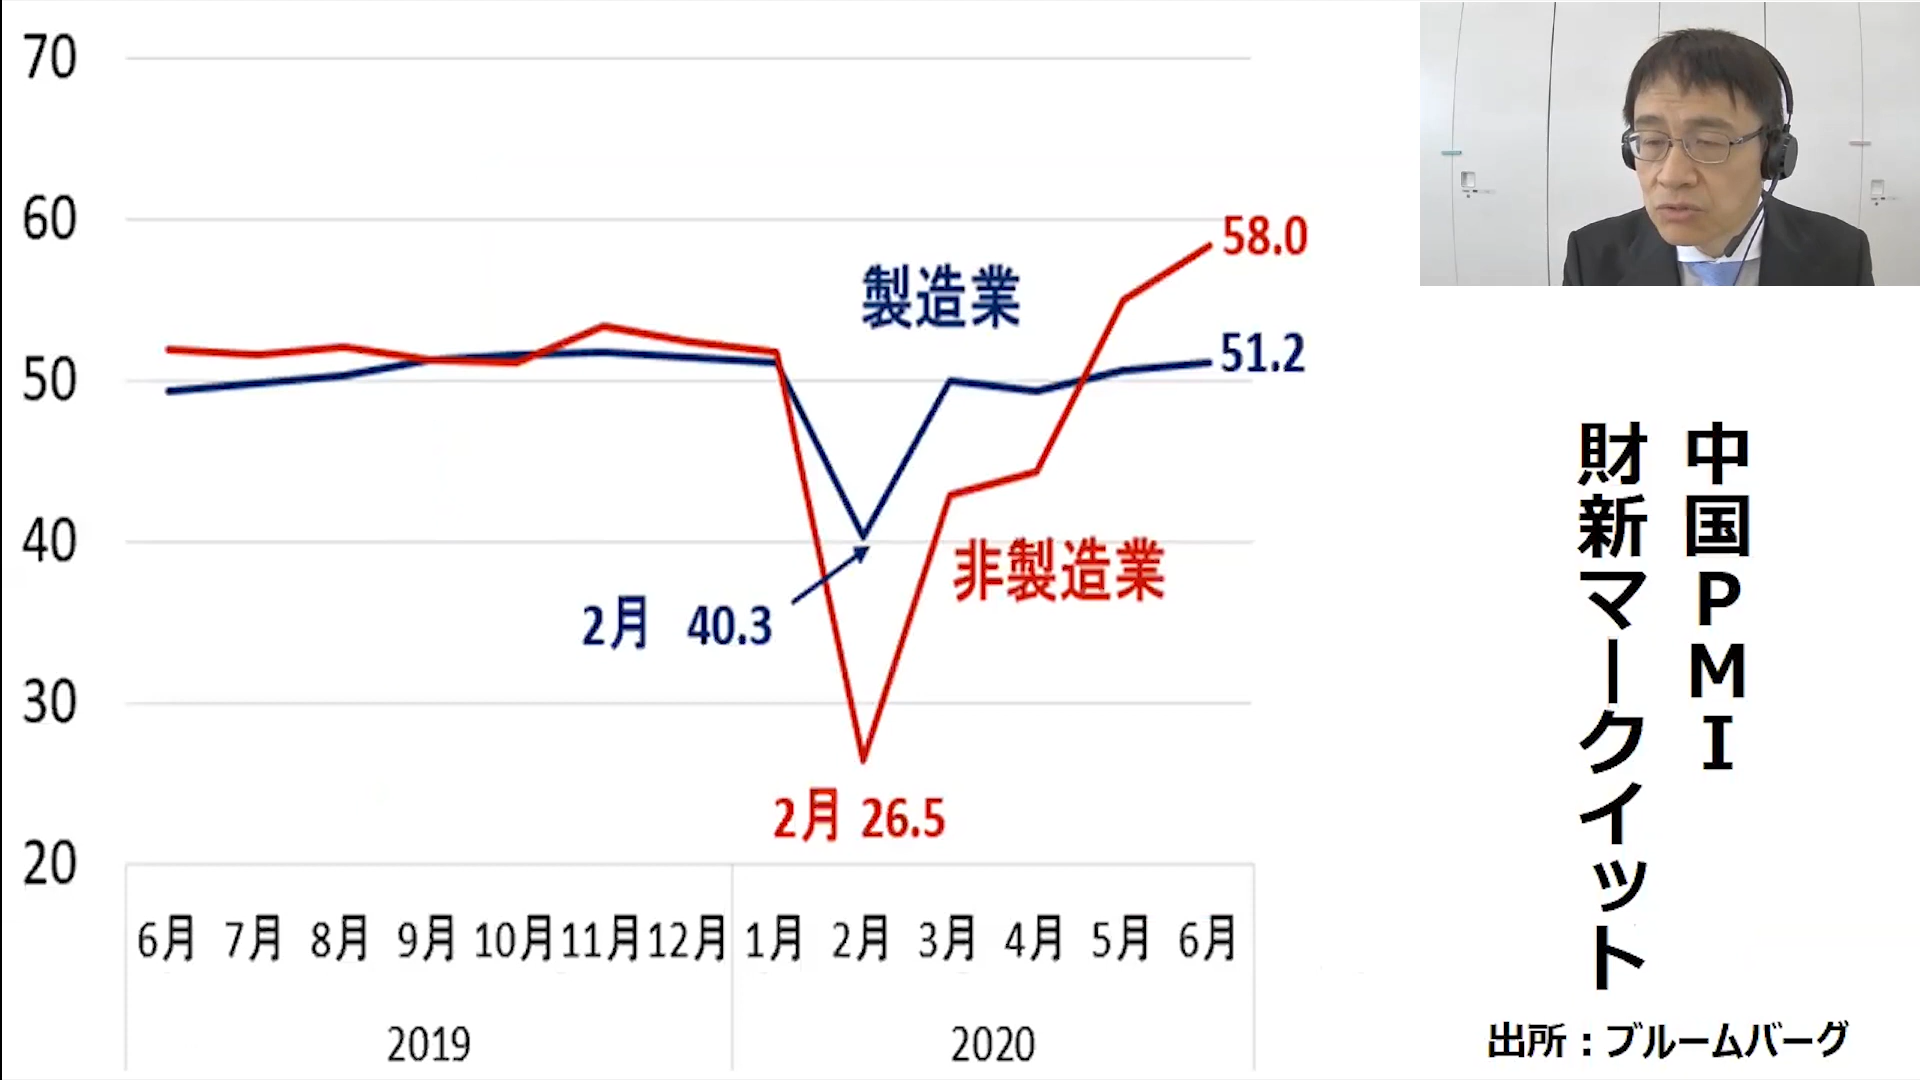 70
60
50
40
30
20
製造業
58.0
51.2
非製造業
2月 40.3
2月 26.5
6月 7月 8月 9月 10月 11月 12月 1月 2月 3月 4月 5月 6月
2019 2020
中国PMI
財新マークイット
出所：ブルームバーグ